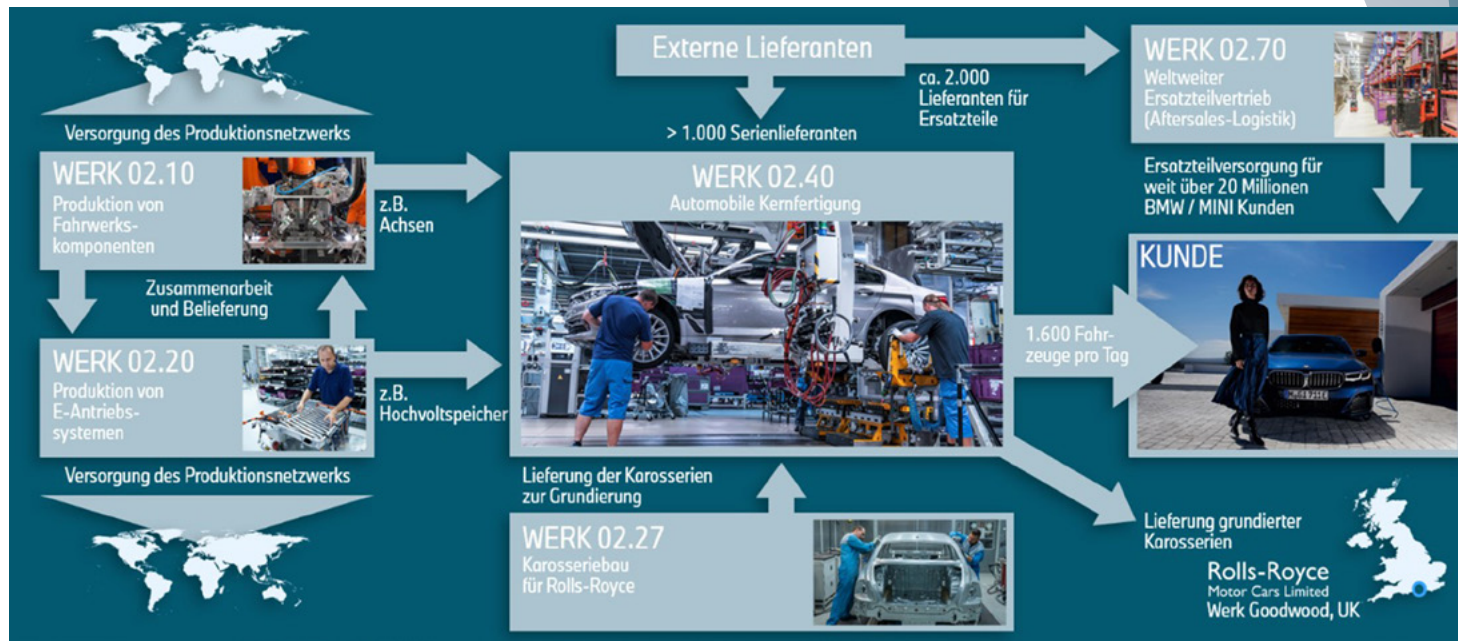 Externe Lieferanten
ca. 2.000
Lieferanten für
Ersatzteile
> 1.000 Serienlieferanten
WERK 02.70
Weltweiter
Ersatzteilvertrieb
(Aftersales-Logistik)
Versorgung des Produktionsnetzwerks
WERK 02.10
Produktion von
Fahrwerks-
komponenten
z.B.
Achsen
WERK 02.40
Automobile Kernfertigung
Ersatzteilversorgung für
weit über 20 Millionen
BMW / MINI Kunden
Zusammenarbeit
und Belieferung
KUNDE
WERK 02.20
Produktion von
E-Antriebs-
systemen
z.B.
Hochvoltspeicher
1.600 Fahr-
zeuge pro Tag
Versorgung des Produktionsnetzwerks
Lieferung der Karosserien
zur Grundierung
WERK 02.27
Karosseriebau
für Rolls-Royce
Lieferung grundierter
Karosserien
Rolls-Royce
Motor Cars Limited
Werk Goodwood, UK